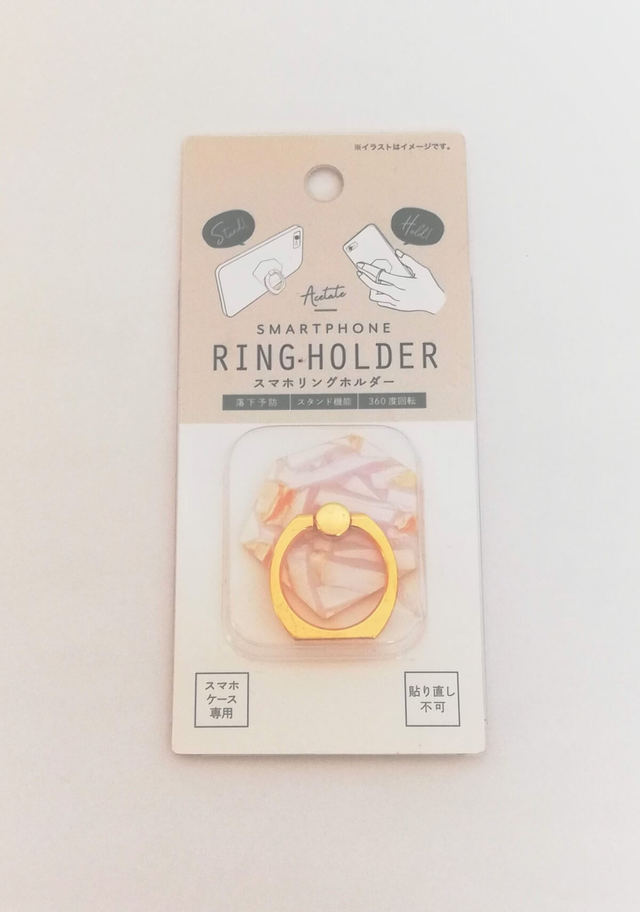 ※イラストはイメージです。
Stand!
Hold!
Acetate
SMARTPHONE
RING-HOLDER
スマホリングホルダー
落下予防 スタンド機能 360度回転
スマホ
ケース
専用
貼り直し
不可